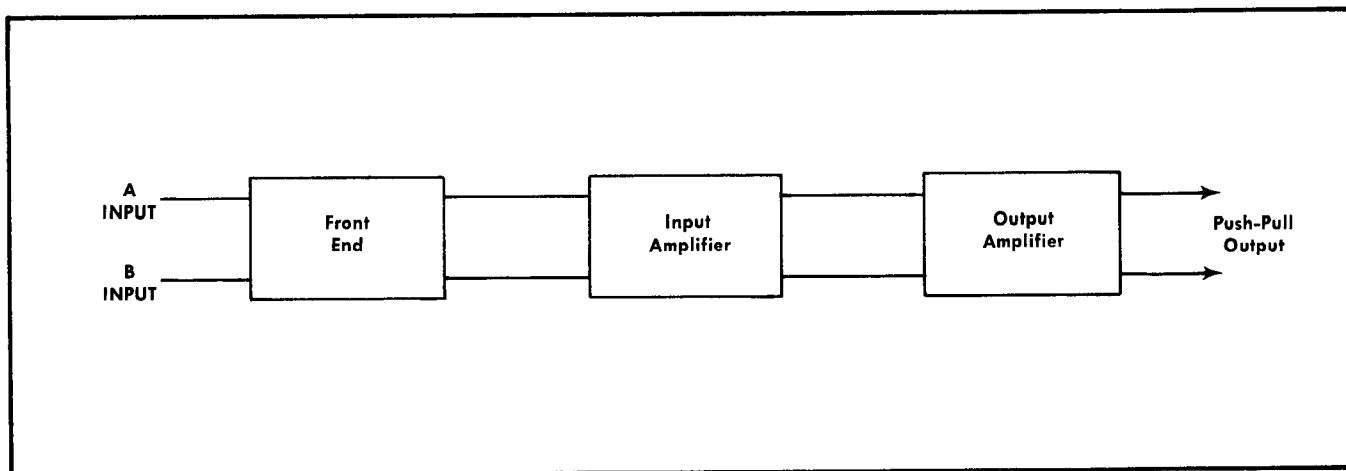 A
INPUT
B
INPUT
Front
End
Input
Amplifier
Output
Amplifier
Push-Pull
Output